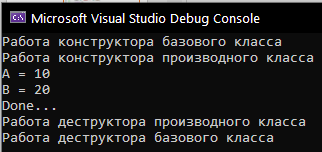 Microsoft Visual Studio Debug Console
Работа конструктора базового класса
Работа конструктора производного класса
A = 10
B = 20
Done...
Работа деструктора производного класса
Работа деструктора базового класса